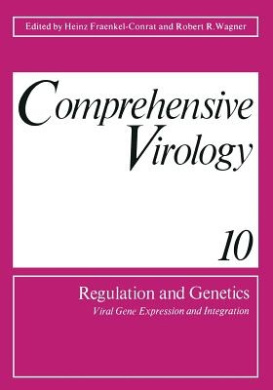 Edited by Heinz Fraenkel-Conrat and Robert R. Wagner
Comprehensive
Virology
10
Regulation and Genetics
Viral Gene Expression and Integration